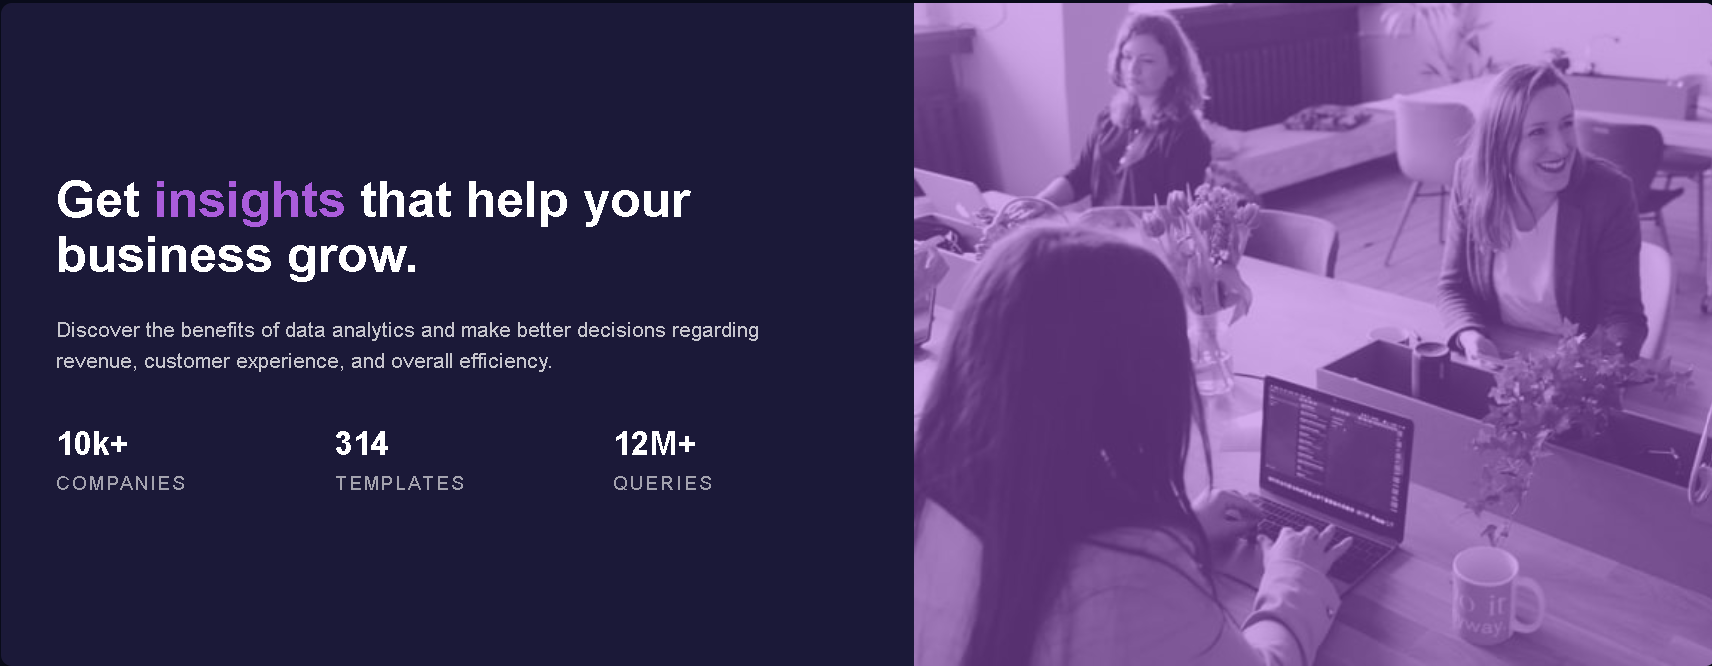 Get insights that help your
business grow.
Discover the benefits of data analytics and make better decisions regarding
revenue, customer experience, and overall efficiency.
10k+ 314 12M+
COMPANIES TEMPLATES QUERIES